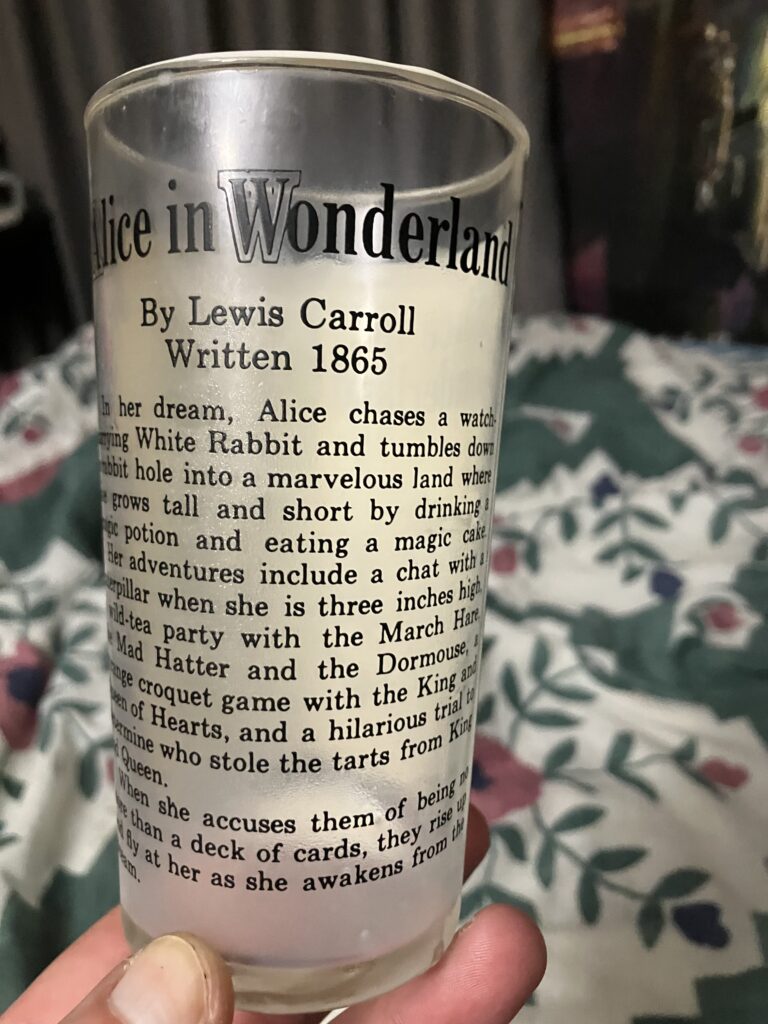 Alice in Wonderland
By Lewis Carroll
Written 1865
In her dream, Alice chases a watch-
White Rabbit and tumbles down
rabbit hole into a marvelous land where
grows tall and short by drinking a
potion and eating a magic cake.
Her adventures include a chat with a
when she is three inches high,
wild-tea party with the March Hare,
Mad Hatter and the Dormouse, a
croquet game with the King and
of Hearts, and a hilarious trial to
who stole the tarts from King
Queen.
When she accuses them of being no
than a deck of cards, they rise up
fly at her as she awakens from the